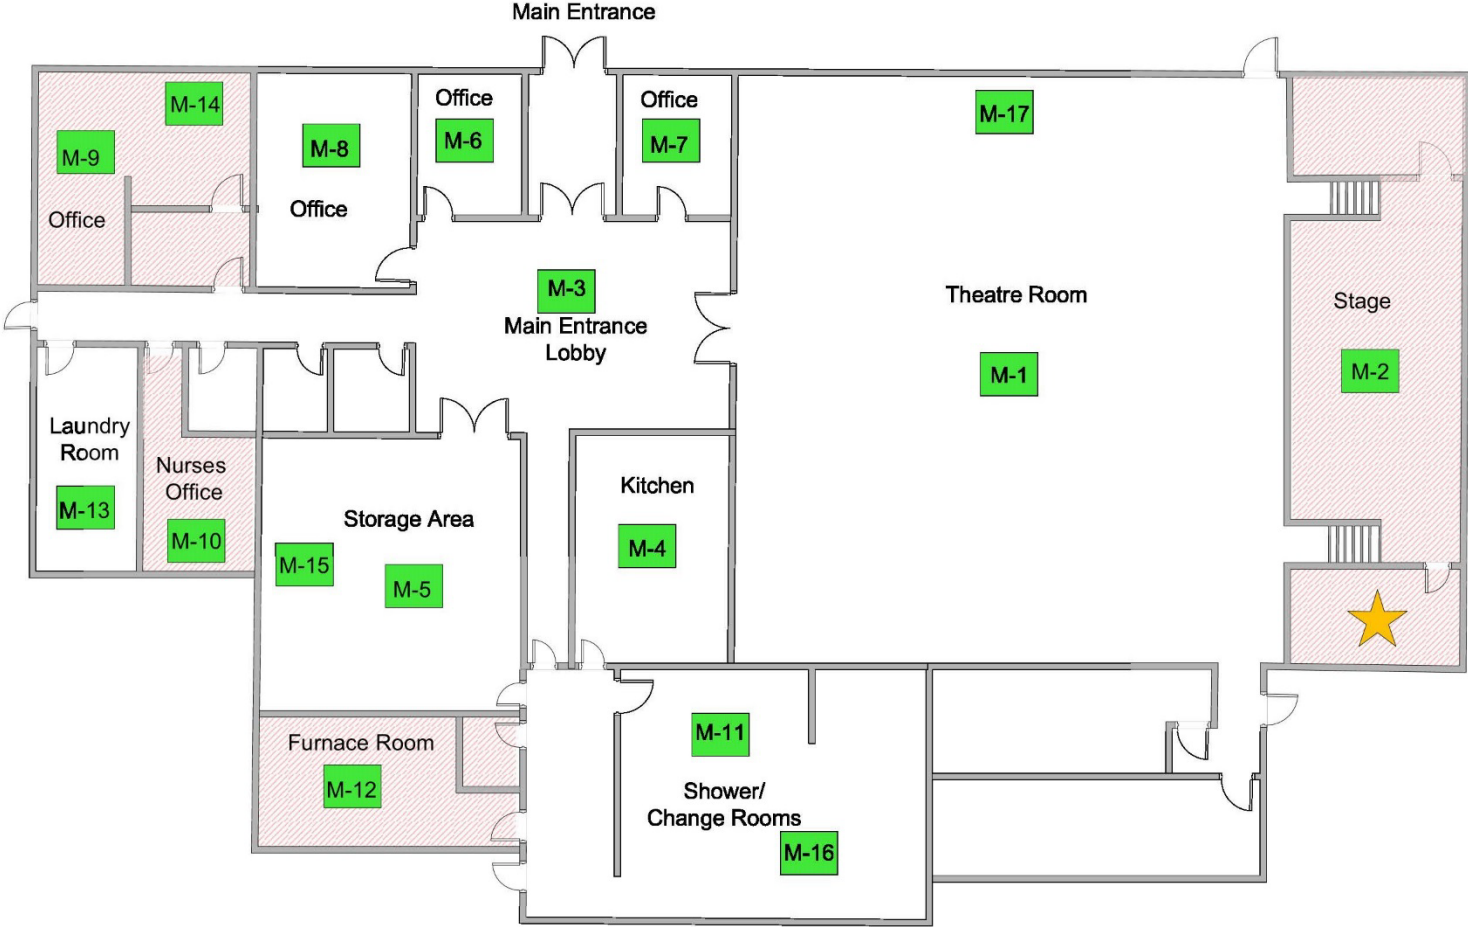 Main Entrance
M-14
M-9
Office
M-8
Office
Office
M-6
Office
M-7
M-17
M-3
Main Entrance
Lobby
Theatre Room
M-1
Stage
M-2
Laundry
Room
M-13
Nurses
Office
M-10
Storage Area
M-15
M-5
Kitchen
M-4
Furnace Room
M-12
M-11
Shower/
Change Rooms
M-16